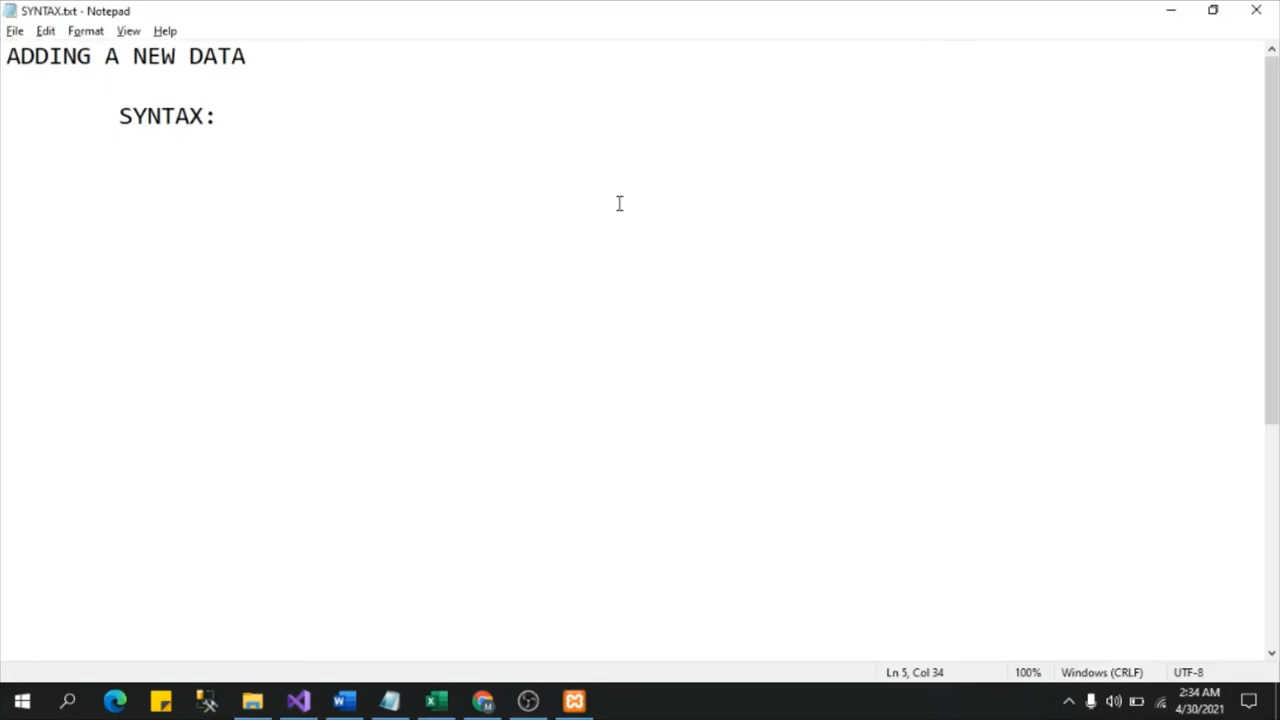 SYNTAX.txt - Notepad
File Edit Format View Help
ADDING A NEW DATA
SYNTAX:
Ln 5, Col 34 100% Windows (CRLF) UTF-8
2:34 AM
4/30/2021